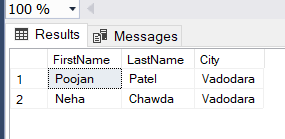 100 %
Results Messages
FirstName LastName City
1 Poojan Patel Vadodara
2 Neha Chawda Vadodara